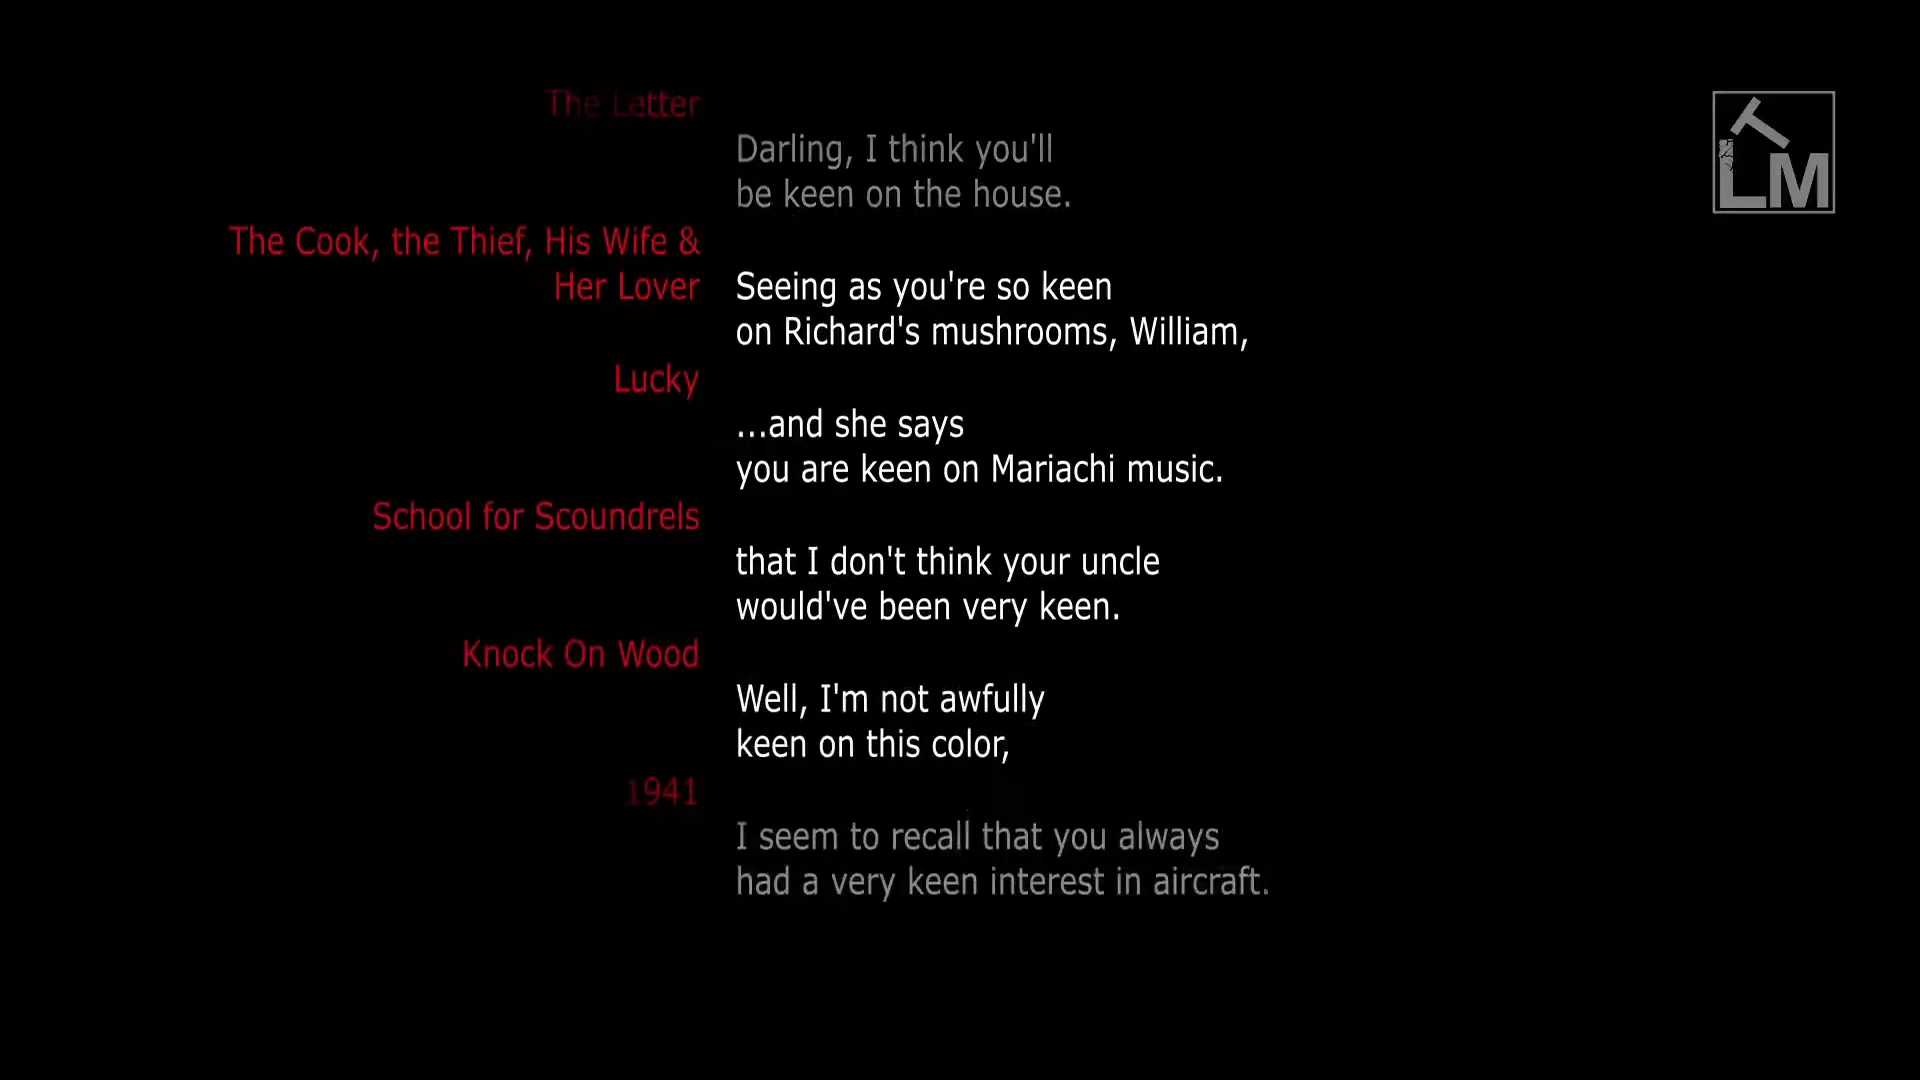 The Letter
Darling, I think you'll
be keen on the house.
The Cook, the Thief, His Wife &
Her Lover
Seeing as you're so keen
on Richard's mushrooms, William,
Lucky
...and she says
you are keen on Mariachi music.
School for Scoundrels
that I don't think your uncle
would've been very keen.
Knock On Wood
Well, I'm not awfully
keen on this color,
1941
I seem to recall that you always
had a very keen interest in aircraft.
TLM